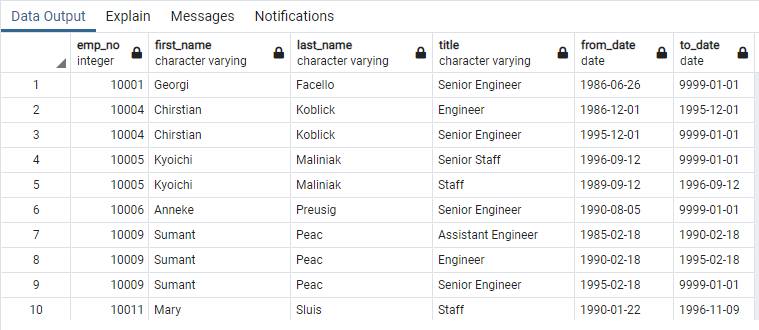 Data Output Explain Messages Notifications
emp_no first_name last_name title from_date to_date
integer character varying character varying character varying date date
1 10001 Georgi Facello Senior Engineer 1986-06-26 9999-01-01
2 10004 Chirstian Koblick Engineer 1986-12-01 1995-12-01
3 10004 Chirstian Koblick Senior Engineer 1995-12-01 9999-01-01
4 10005 Kyoichi Maliniak Senior Staff 1996-09-12 9999-01-01
5 10005 Kyoichi Maliniak Staff 1989-09-12 1996-09-12
6 10006 Anneke Preusig Senior Engineer 1990-08-05 9999-01-01
7 10009 Sumant Peac Assistant Engineer 1985-02-18 1990-02-18
8 10009 Sumant Peac Engineer 1990-02-18 1995-02-18
9 10009 Sumant Peac Senior Engineer 1995-02-18 9999-01-01
10 10011 Mary Sluis Staff 1990-01-22 1996-11-09